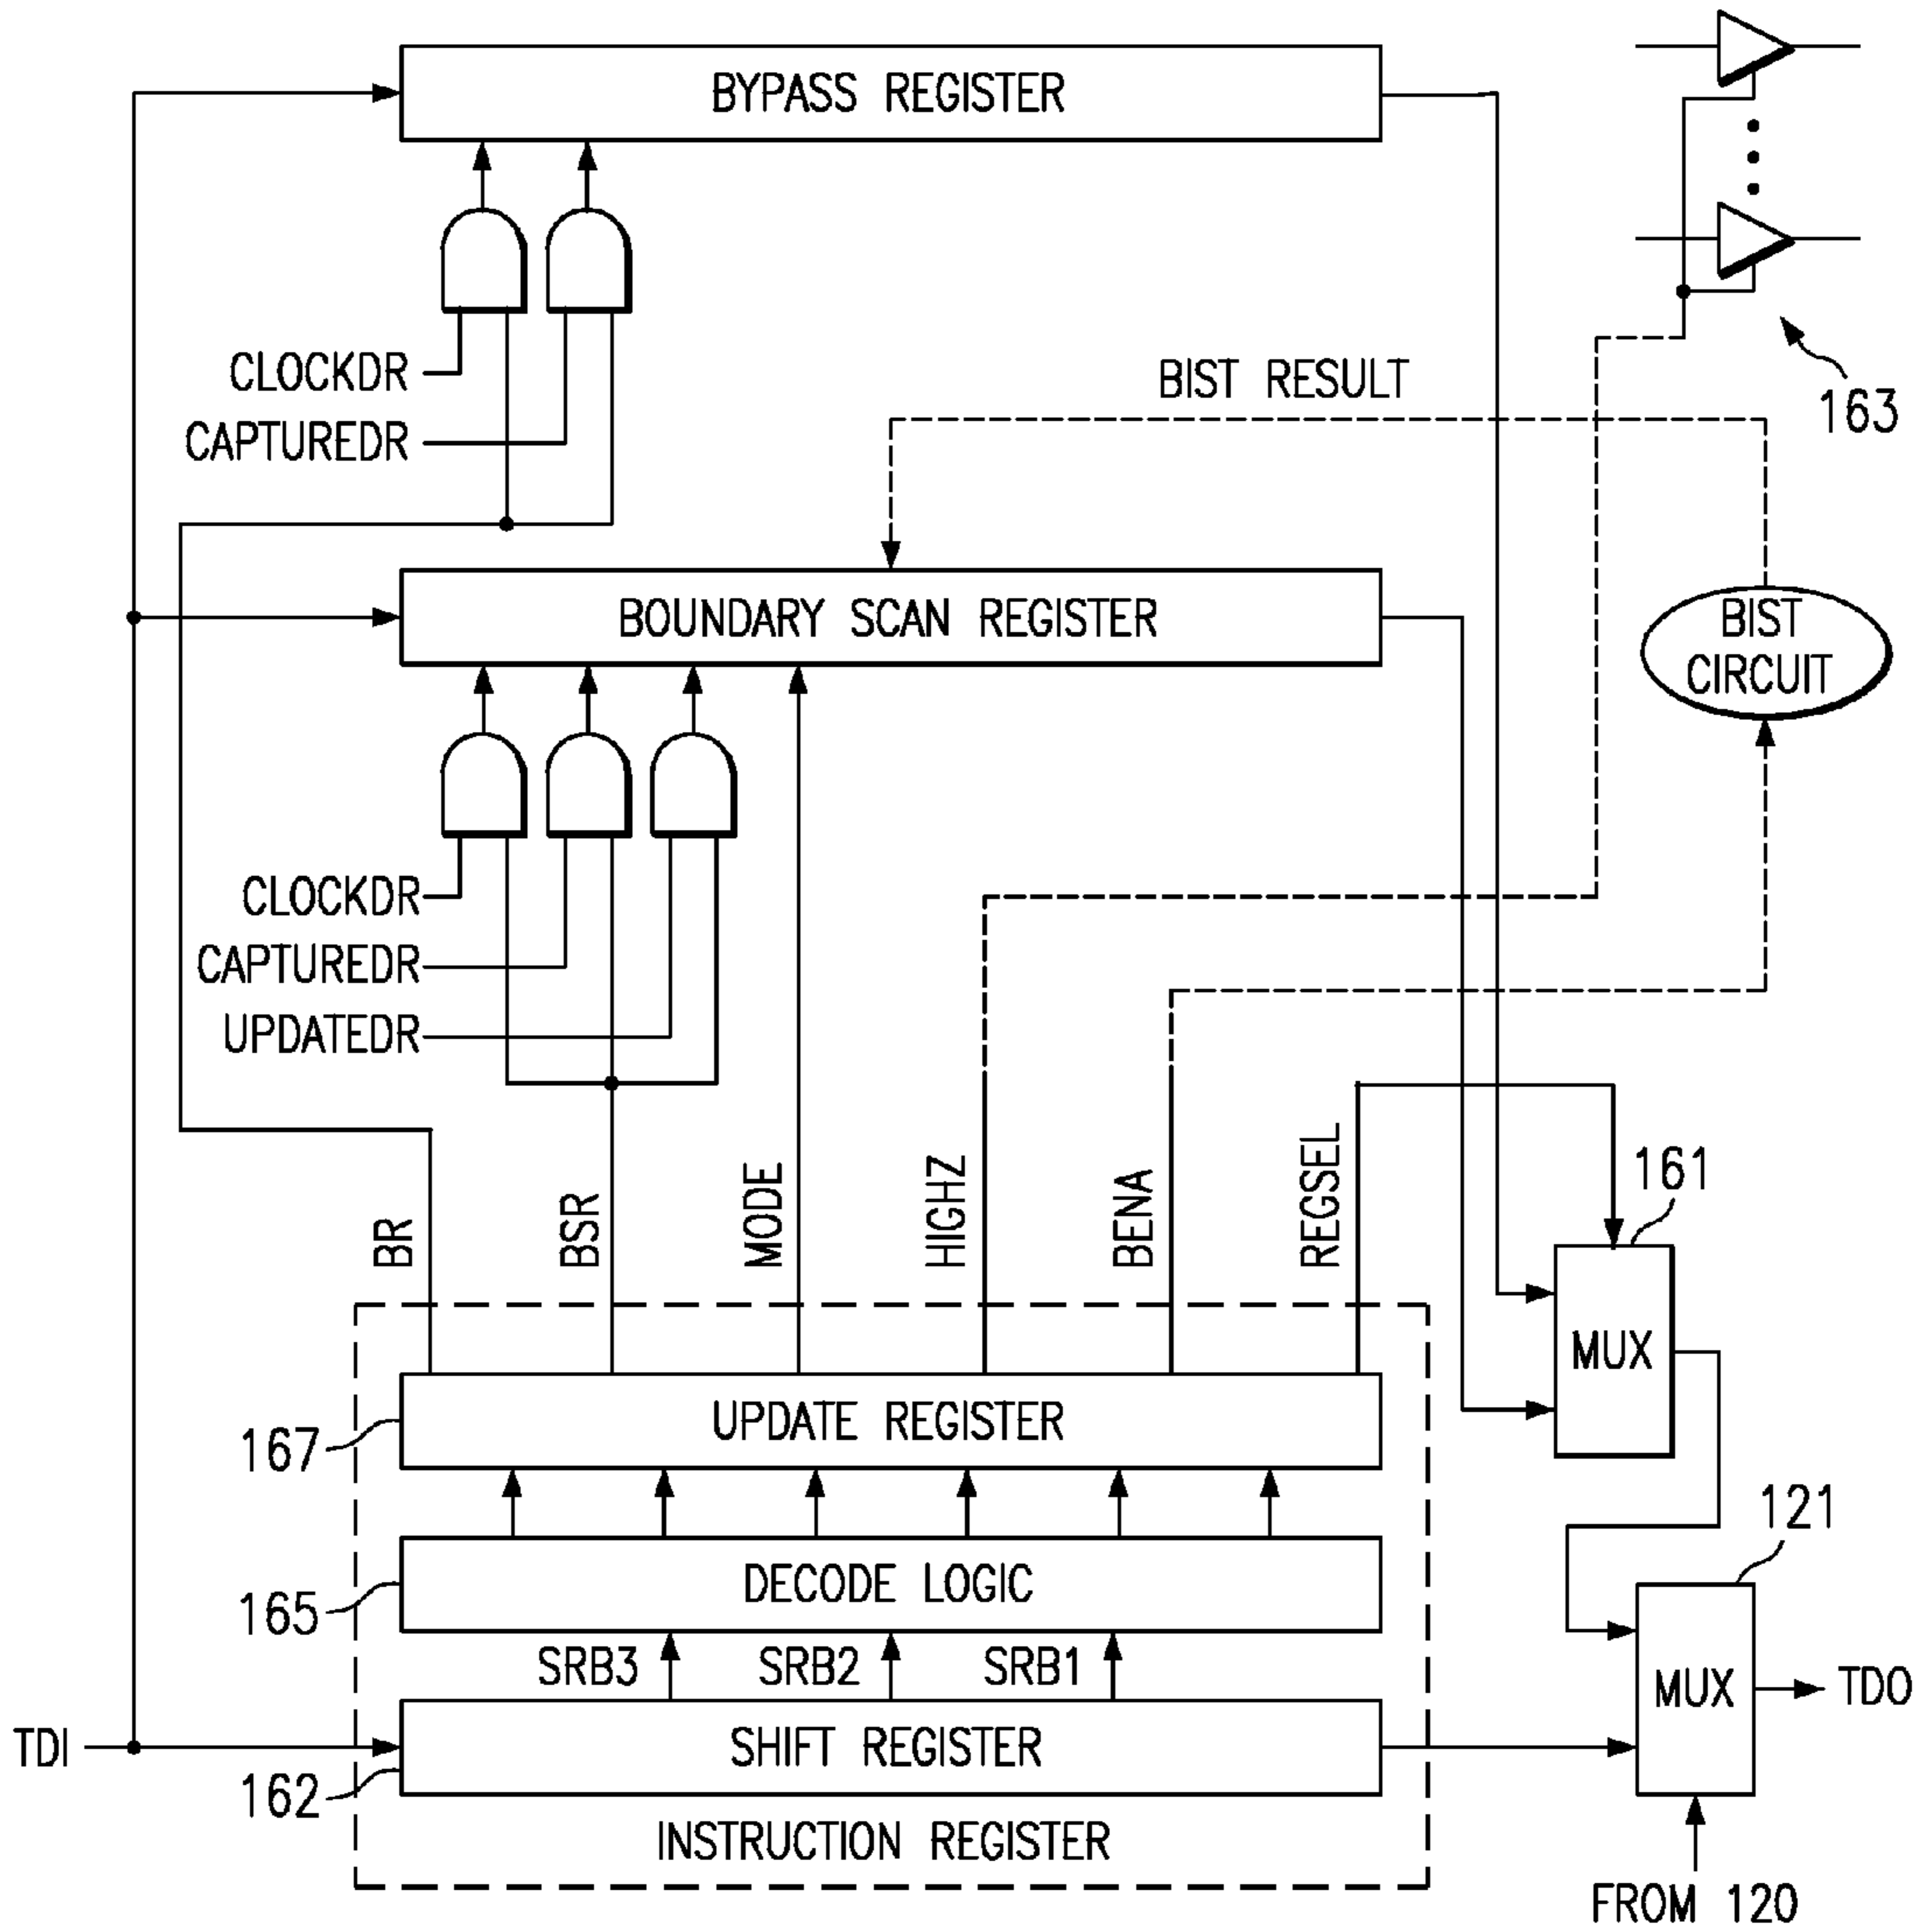 BYPASS REGISTER
CLOCKDR
CAPTUREDR
BIST RESULT
163
BOUNDARY SCAN REGISTER
BIST
CIRCUIT
CLOCKDR
CAPTUREDR
UPDATEDR
BR
BSR
MODE
HIGHZ
BENA
REGSEL
161
MUX
UPDATE REGISTER
167
121
DECODE LOGIC
165
SRB3
SRB2
SRB1
MUX
TDO
TDI
SHIFT REGISTER
162
INSTRUCTION REGISTER
FROM 120